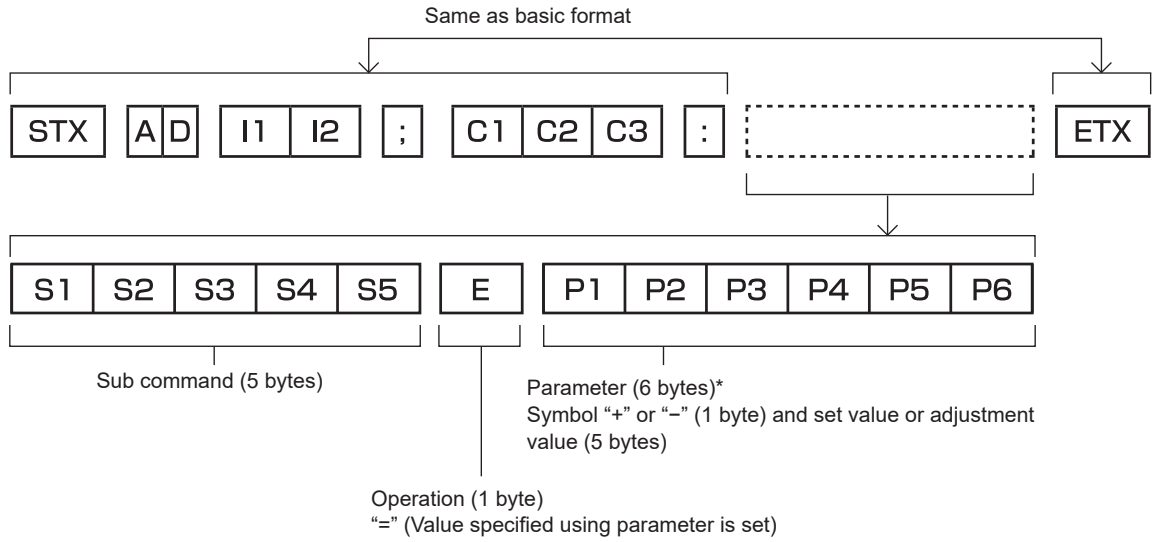 Same as basic format
STX A D I1 I2 ; C1 C2 C3 : ETX
S1 S2 S3 S4 S5 E P1 P2 P3 P4 P5 P6
Sub command (5 bytes)
Parameter (6 bytes)*
Symbol “+” or “−” (1 byte) and set value or adjustment
value (5 bytes)
Operation (1 byte)
“=” (Value specified using parameter is set)